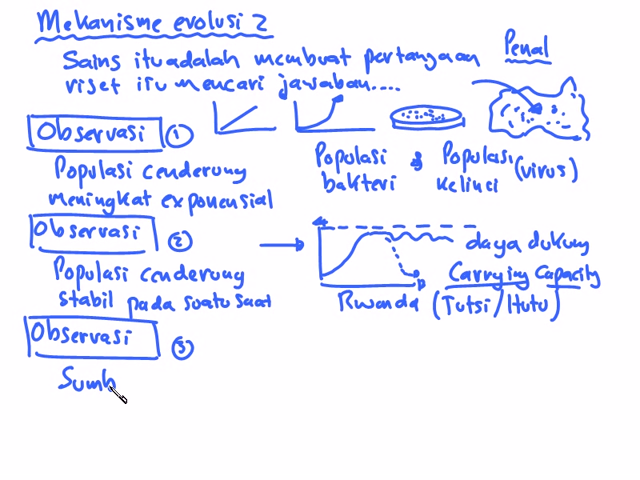 Mekanisme evolusi 2
Sains itu adalah membuat pertanyaan
riset itu mencari jawaban....
Penal
Observasi 1
Populasi cenderung
meningkat exponensial
Populasi bakteri & Populasi kelinci (virus)
Observasi 2
Populasi cenderung
stabil pada suatu saat
daya dukung
Carrying Capacity
Rwanda (Tutsi/Hutu)
Observasi 3
Sumb